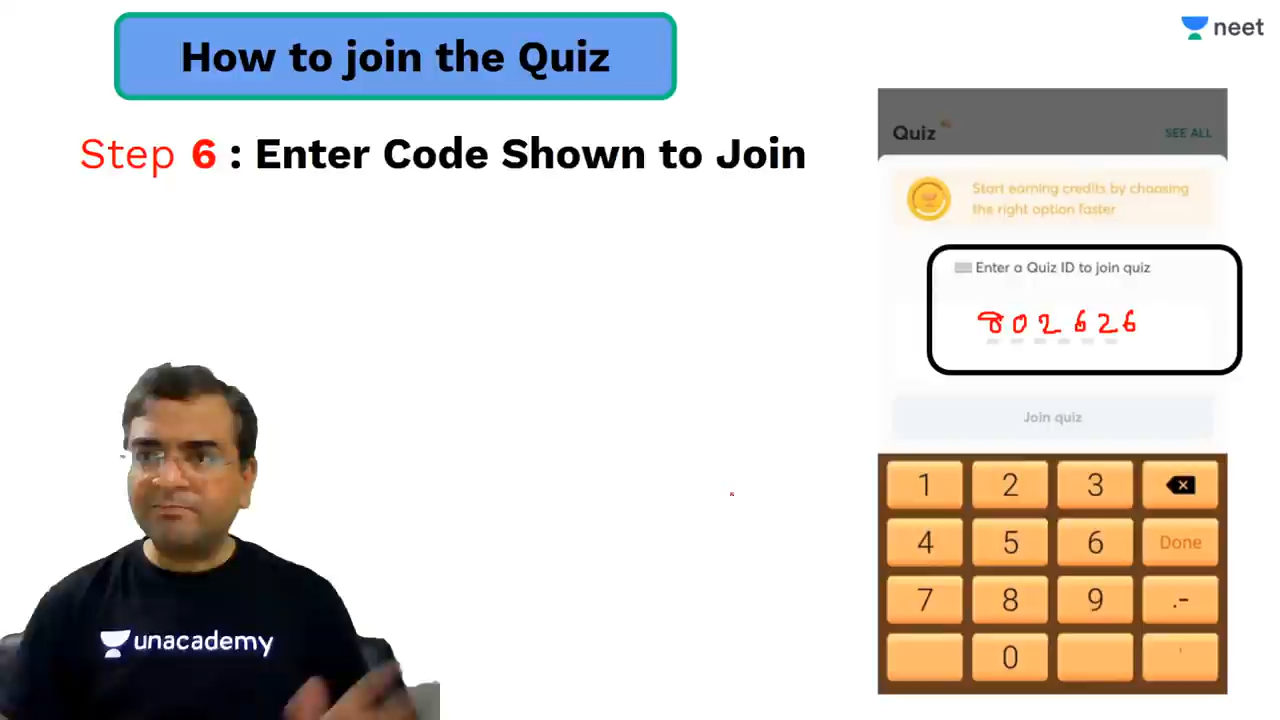 How to join the Quiz
neet
Step 6 : Enter Code Shown to Join
Quiz
SEE ALL
Start earning credits by choosing
the right option faster
Enter a Quiz ID to join quiz
802626
Join quiz
1 2 3
4 5 6 Done
7 8 9 .-
0
unacademy